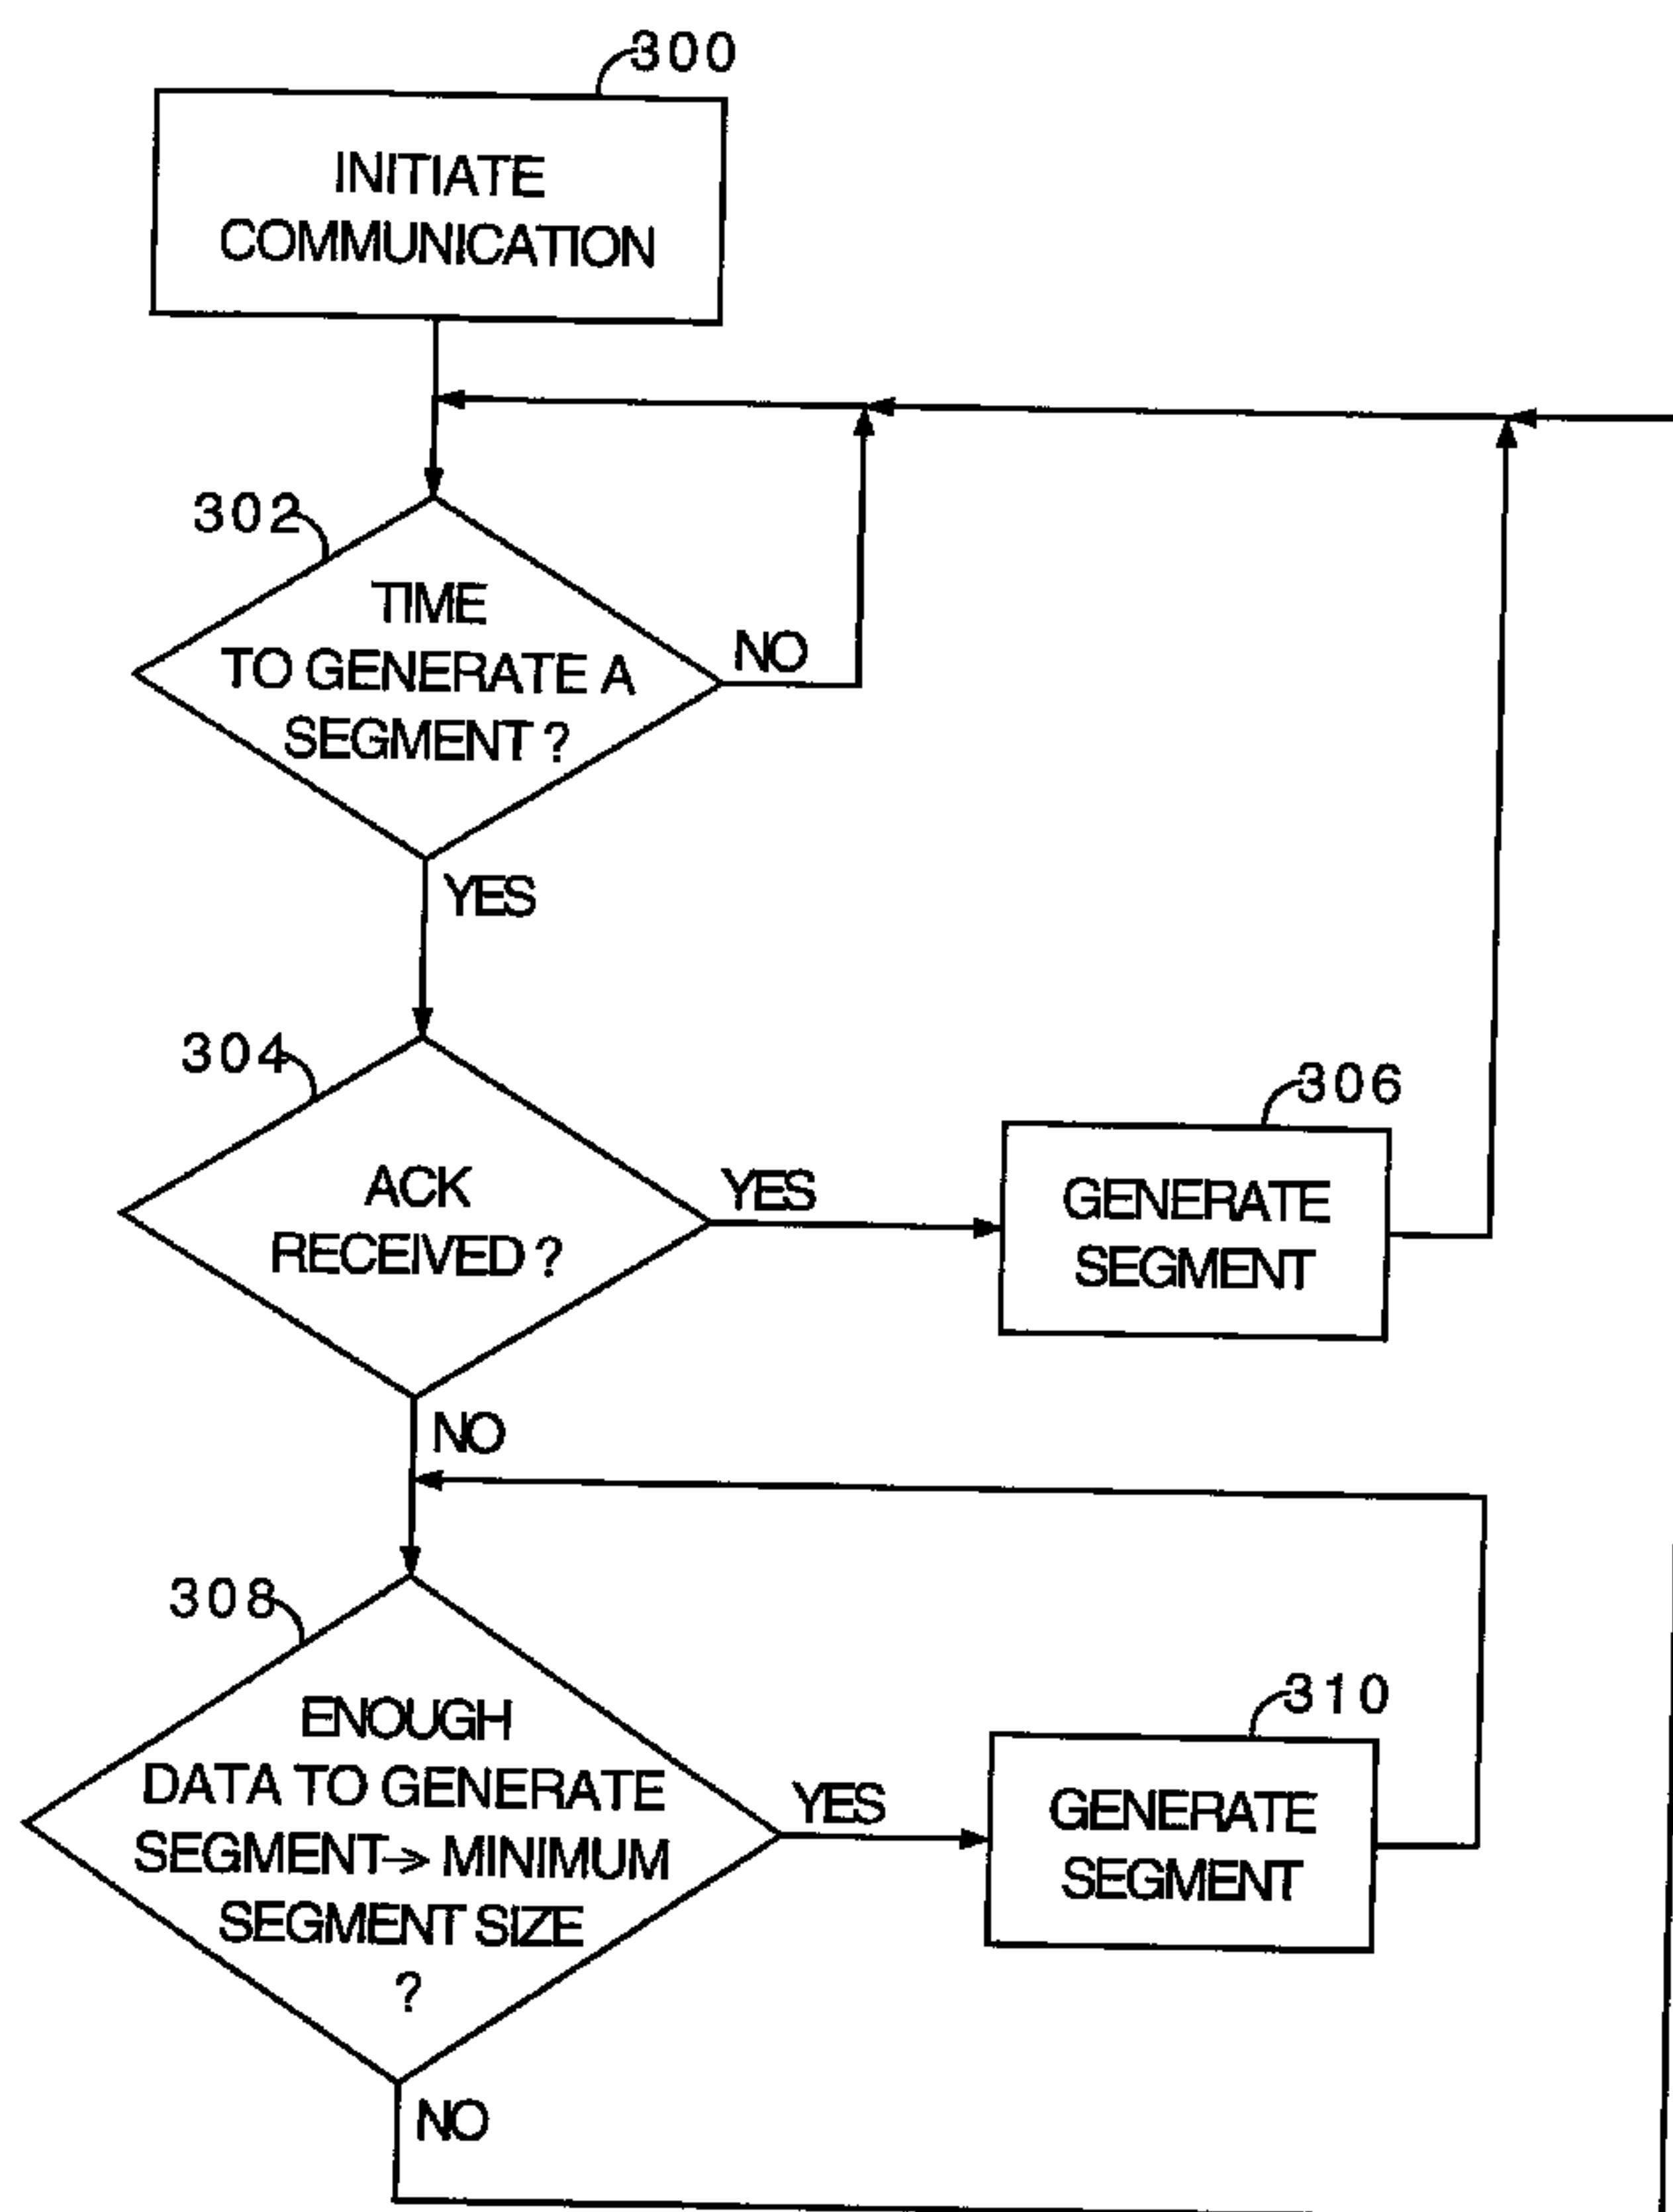 300
INITIATE
COMMUNICATION
302
TIME
TO GENERATE A
SEGMENT ?
NO
YES
304
ACK
RECEIVED ?
YES
306
GENERATE
SEGMENT
NO
308
ENOUGH
DATA TO GENERATE
SEGMENT-> MINIMUM
SEGMENT SIZE
?
YES
310
GENERATE
SEGMENT
NO